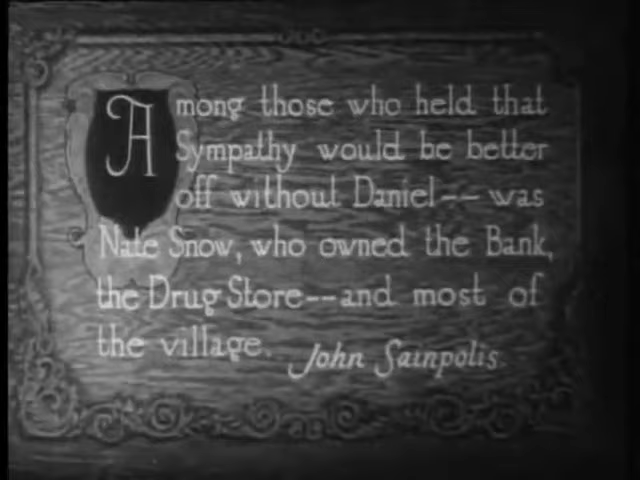 Among those who held that
Sympathy would be better
off without Daniel -- was
Nate Snow, who owned the Bank,
the Drug Store -- and most of
the village.
John Sainpolis.